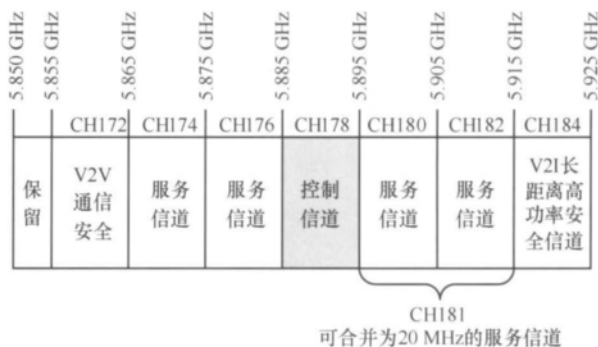 5.850 GHz
5.855 GHz
5.865 GHz
5.875 GHz
5.885 GHz
5.895 GHz
5.905 GHz
5.915 GHz
5.925 GHz
CH172
CH174
CH176
CH178
CH180
CH182
CH184
保
留
V2V
通信
安全
服务
信道
服务
信道
控制
信道
服务
信道
服务
信道
V2I长
距离高
功率安
全信道
CH181
可合并为20 MHz的服务信道